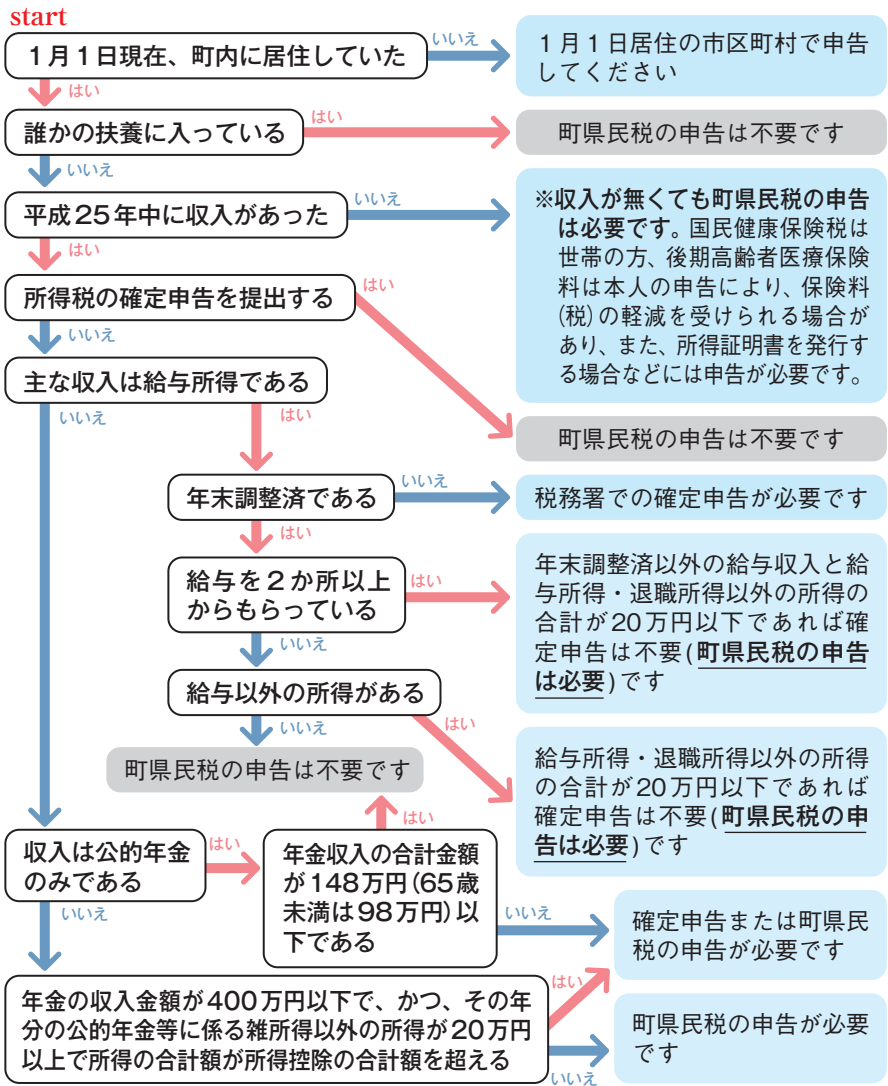 start
1月1日現在、町内に居住していた
いいえ
1月1日居住の市区町村で申告
してください
はい
誰かの扶養に入っている
はい
町県民税の申告は不要です
いいえ
平成25年中に収入があった
いいえ
※収入が無くても町県民税の申告
は必要です。国民健康保険税は
世帯の方、後期高齢者医療保険
料は本人の申告により、保険料
(税)の軽減を受けられる場合が
あり、また、所得証明書を発行す
る場合などには申告が必要です。
はい
所得税の確定申告を提出する
はい
町県民税の申告は不要です
いいえ
主な収入は給与所得である
いいえ
はい
年末調整済である
いいえ
税務署での確定申告が必要です
はい
給与を2か所以上
からもらっている
はい
年末調整済以外の給与収入と給
与所得・退職所得以外の所得の
合計が20万円以下であれば確
定申告は不要(町県民税の申告
は必要)です
いいえ
給与以外の所得がある
はい
給与所得・退職所得以外の所得
の合計が20万円以下であれば
確定申告は不要(町県民税の申
告は必要)です
いいえ
町県民税の申告は不要です
はい
収入は公的年金
のみである
はい
年金収入の合計金額
が148万円(65歳
未満は98万円)以
下である
いいえ
確定申告または町県民
税の申告が必要です
いいえ
年金の収入金額が400万円以下で、かつ、その年
分の公的年金等に係る雑所得以外の所得が20万円
以上で所得の合計額が所得控除の合計額を超える
はい
いいえ
町県民税の申告が必要
です